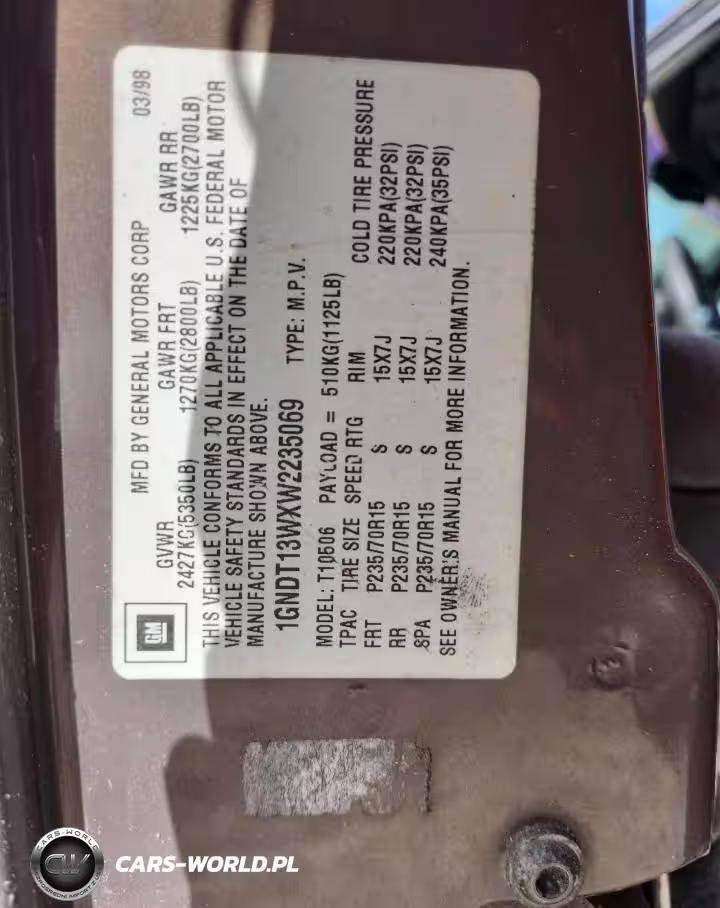 MFD BY GENERAL MOTORS CORP 03/98
GVWR GAWR FRT GAWR RR
2427KG(5350LB) 1270KG(2800LB) 1225KG(2700LB)
THIS VEHICLE CONFORMS TO ALL APPLICABLE U.S. FEDERAL MOTOR
VEHICLE SAFETY STANDARDS IN EFFECT ON THE DATE OF
MANUFACTURE SHOWN ABOVE.
1GNDT13WXW2235069 TYPE: M.P.V.
MODEL: T10506 PAYLOAD = 510KG(1125LB)
TPAC TIRE SIZE SPEED RTG RIM COLD TIRE PRESSURE
FRT P235/70R15 S 15X7J 220KPA(32PSI)
RR P235/70R15 S 15X7J 220KPA(32PSI)
SPA P235/70R15 S 15X7J 240KPA(35PSI)
SEE OWNER'S MANUAL FOR MORE INFORMATION.
GM
CARS-WORLD
CW
CARS-WORLD.PL